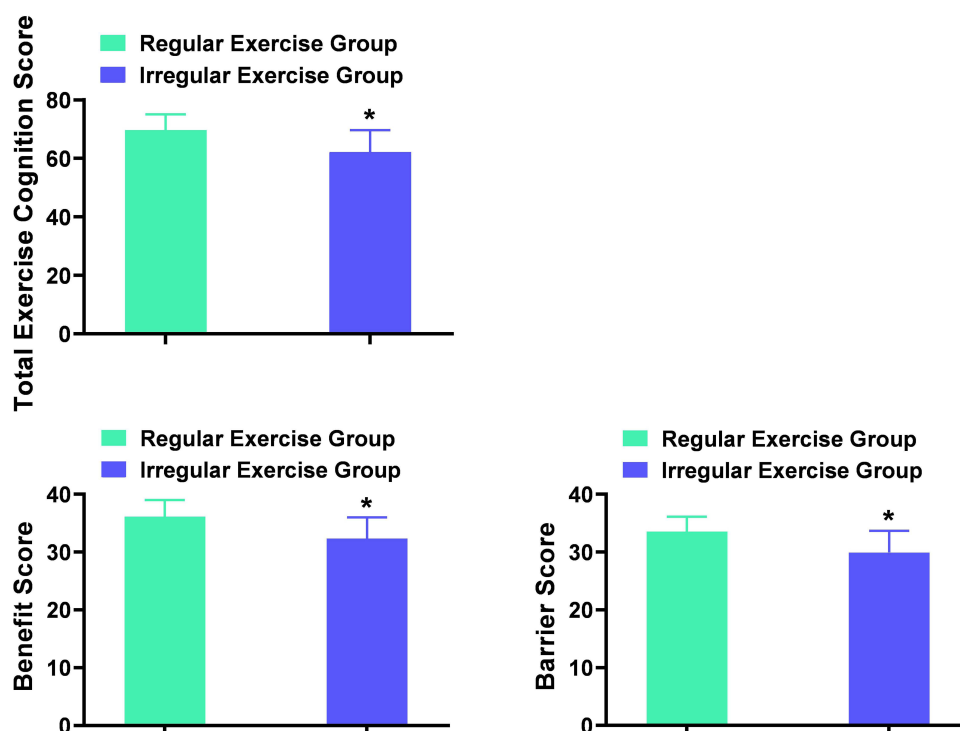 Total Exercise Cognition Score
Regular Exercise Group
Irregular Exercise Group
80
60
40
20
0
*
Benefit Score
Regular Exercise Group
Irregular Exercise Group
40
30
20
10
0
*
Barrier Score
Regular Exercise Group
Irregular Exercise Group
40
30
20
10
0
*